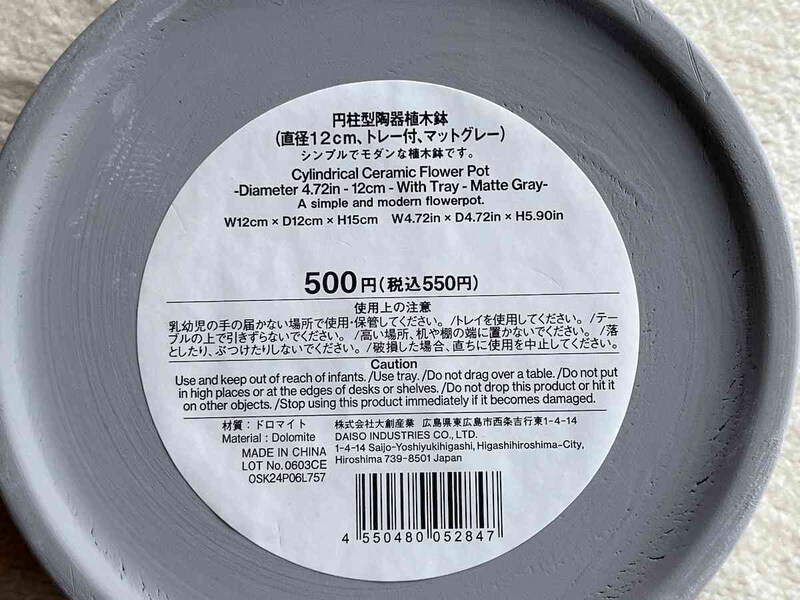 円柱型陶器植木鉢
(直径12cm、トレー付、マットグレー)
シンプルでモダンな植木鉢です。
Cylindrical Ceramic Flower Pot
-Diameter 4.72in - 12cm - With Tray - Matte Gray-
A simple and modern flowerpot.
W12cm × D12cm × H15cm W4.72in × D4.72in × H5.90in
500円(税込550円)
使用上の注意
乳幼児の手の届かない場所で使用・保管してください。/トレイを使用してください。/テー
ブルの上で引きずらないでください。/高い場所、机や棚の端に置かないでください。/落
としたり、ぶつけたりしないでください。/破損した場合、直ちに使用を中止してください。
Caution
Use and keep out of reach of infants. /Use tray. /Do not drag over a table. /Do not put
in high places or at the edges of desks or shelves. /Do not drop this product or hit it
on other objects. /Stop using this product immediately if it becomes damaged.
材質:ドロマイト
Material : Dolomite
MADE IN CHINA
LOT No.0603CE
OSK24P06L757
株式会社大創産業 広島県東広島市西条吉行東1-4-14
DAISO INDUSTRIES CO., LTD.
1-4-14 Saijo-Yoshiyukihigashi, Higashihiroshima-City,
Hiroshima 739-8501 Japan
4 550480 052847